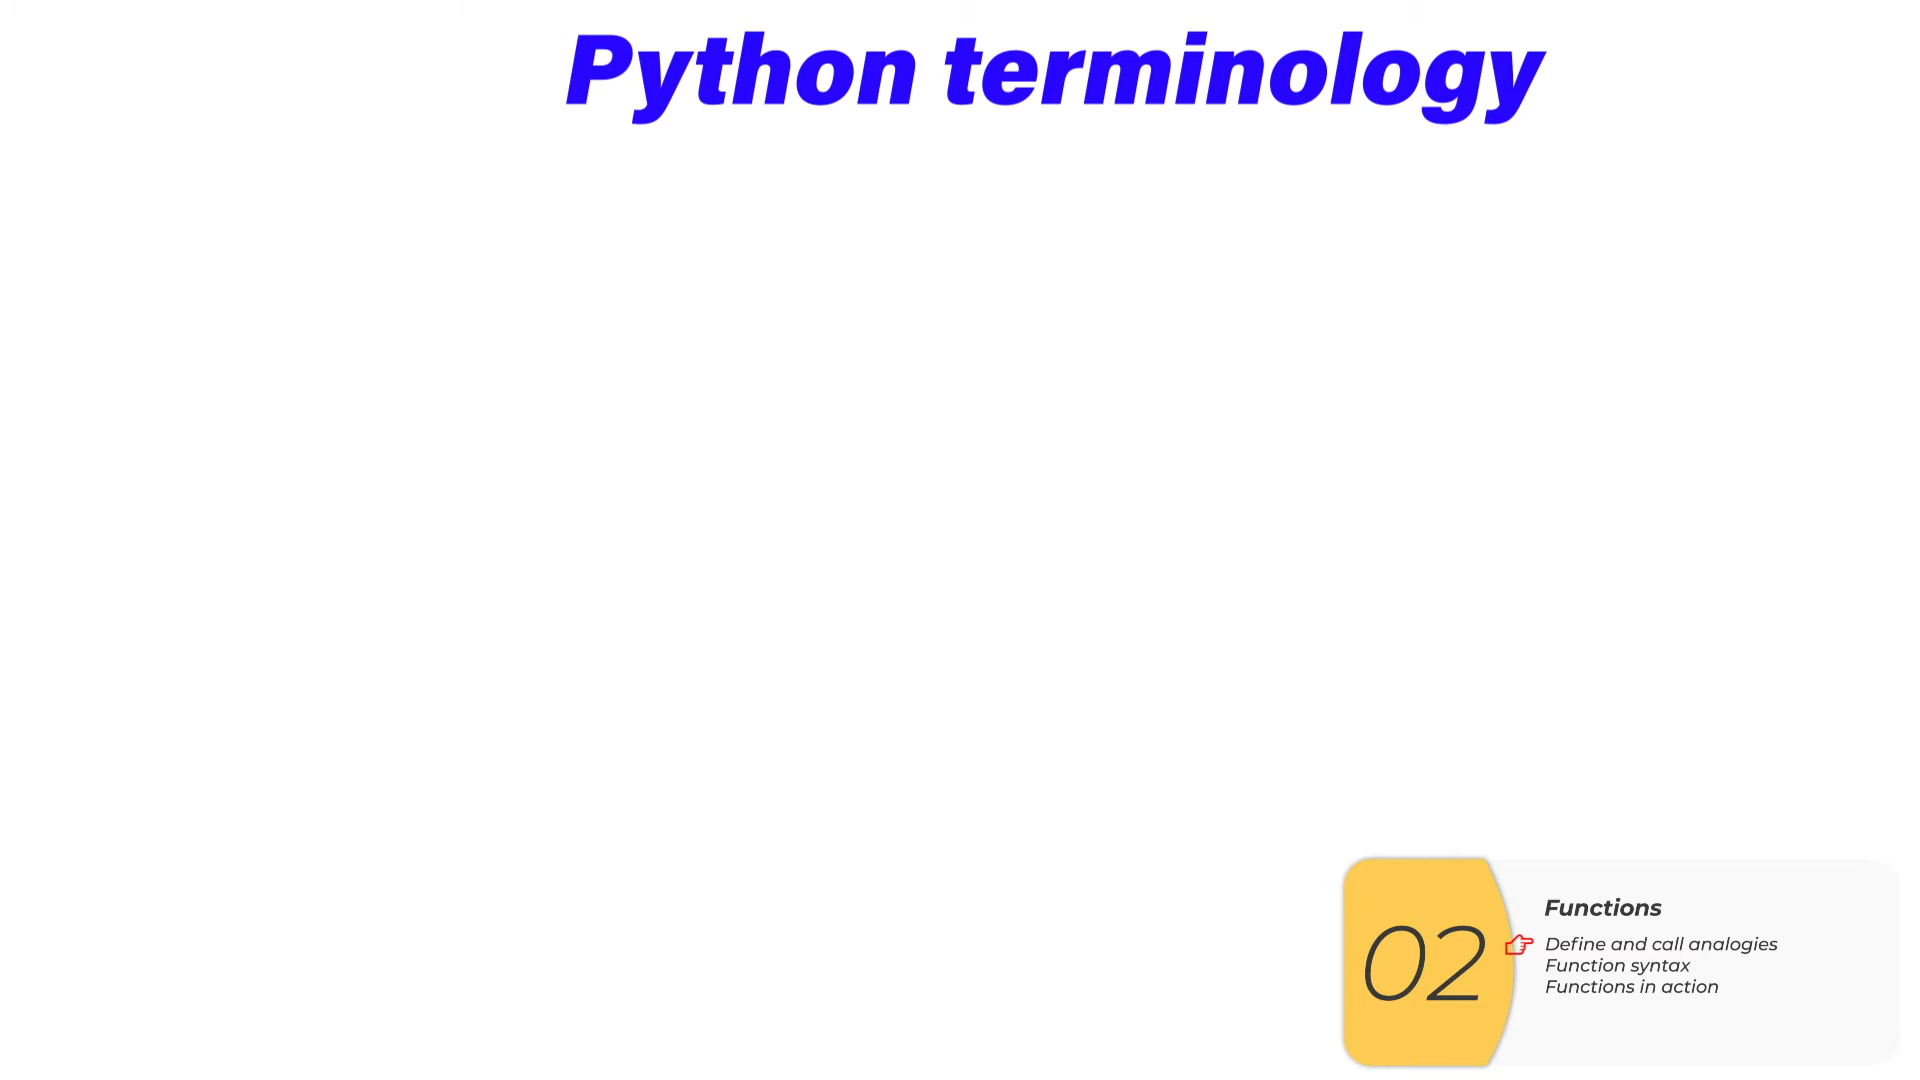 Python terminology
02
Functions
Define and call analogies
Function syntax
Functions in action